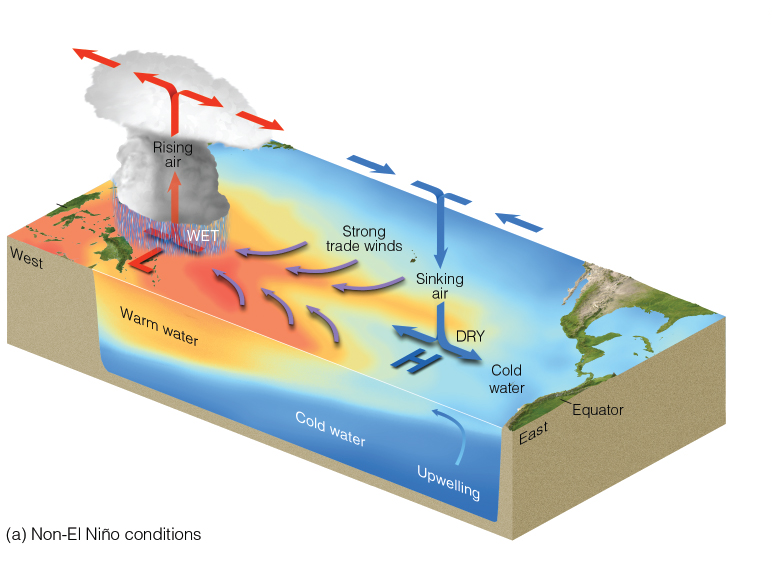 Rising
air
WET
Strong
trade winds
West
L
Sinking
air
Warm water
DRY
H
Cold
water
Equator
East
Cold water
Upwelling
(a) Non-El Niño conditions